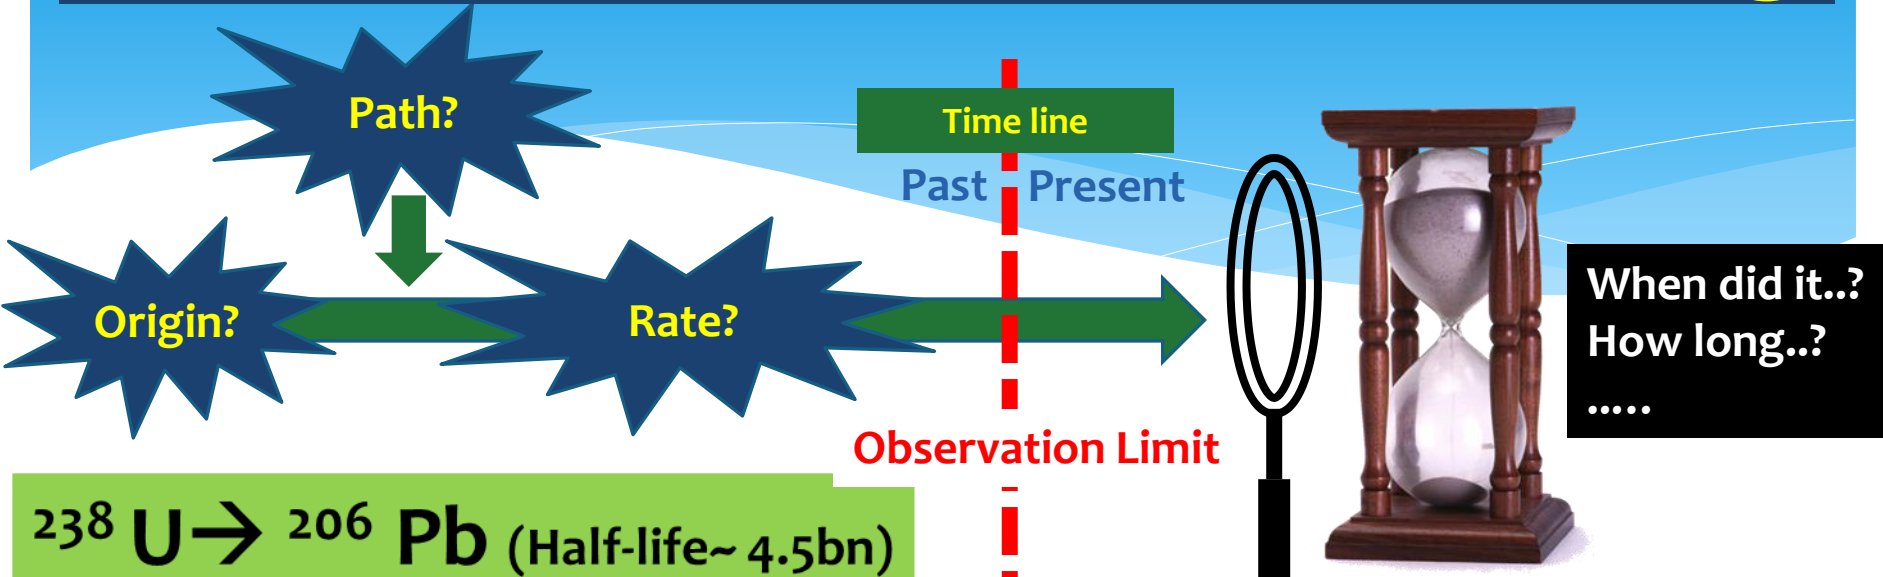 Path?
Time line
Past Present
Origin?
Rate?
When did it..?
How long..?
.....
Observation Limit
²³⁸ U→ ²⁰⁶ Pb (Half-life~ 4.5bn)